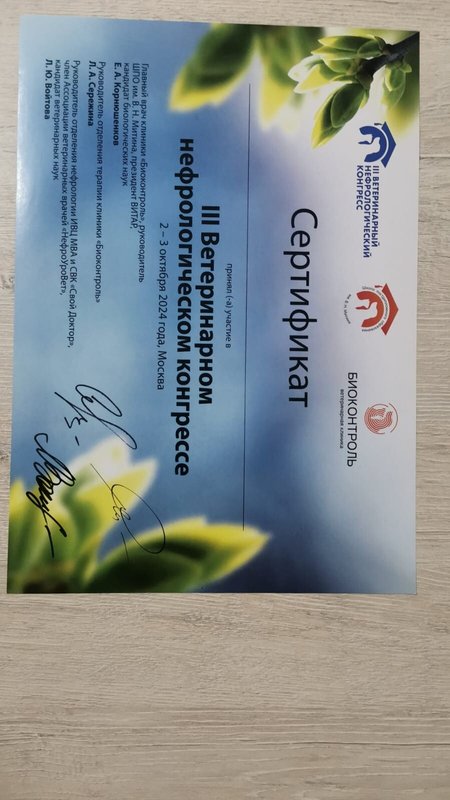 III ВЕТЕРИНАРНЫЙ
НЕФРОЛОГИЧЕСКИЙ
КОНГРЕСС
БИОКОНТРОЛЬ
ветеринарная клиника
Сертификат
принял (-а) участие в
III Ветеринарном
нефрологическом конгрессе
2 – 3 октября 2024 года, Москва
Главный врач клиники «Биоконтроль», руководитель
ШПО им. В. Н. Митина, президент ВИТАР,
кандидат биологических наук
Е. А. Корнюшенков
Руководитель отделения терапии клиники «Биоконтроль»
Л. А. Сережина
Руководитель отделения нефрологии ИВЦ МВА и СВК «Свой Доктор»,
член Ассоциации ветеринарных врачей «НефроУроВет»,
кандидат ветеринарных наук
Л. Ю. Войтова